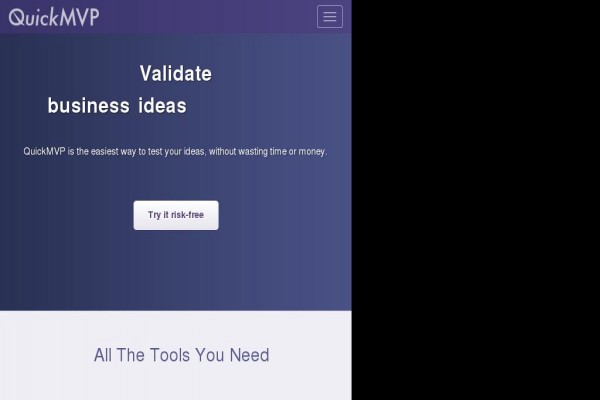 QuickMVP
Validate
business ideas
QuickMVP is the easiest way to test your ideas, without wasting time or money.
Try it risk-free
All The Tools You Need